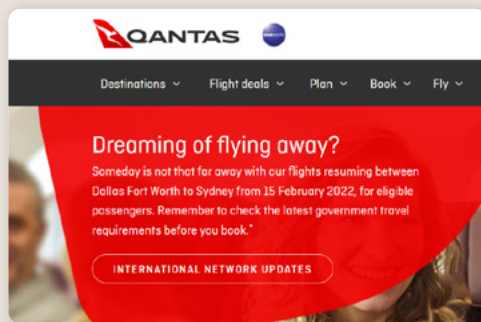 QANTAS
Destinations Flight deals Plan Book Fly
Dreaming of flying away?
Someday is not that far away with our flights resuming between
Dallas Fort Worth to Sydney from 15 February 2022, for eligible
passengers. Remember to check the latest government travel
requirements before you book.*
INTERNATIONAL NETWORK UPDATES